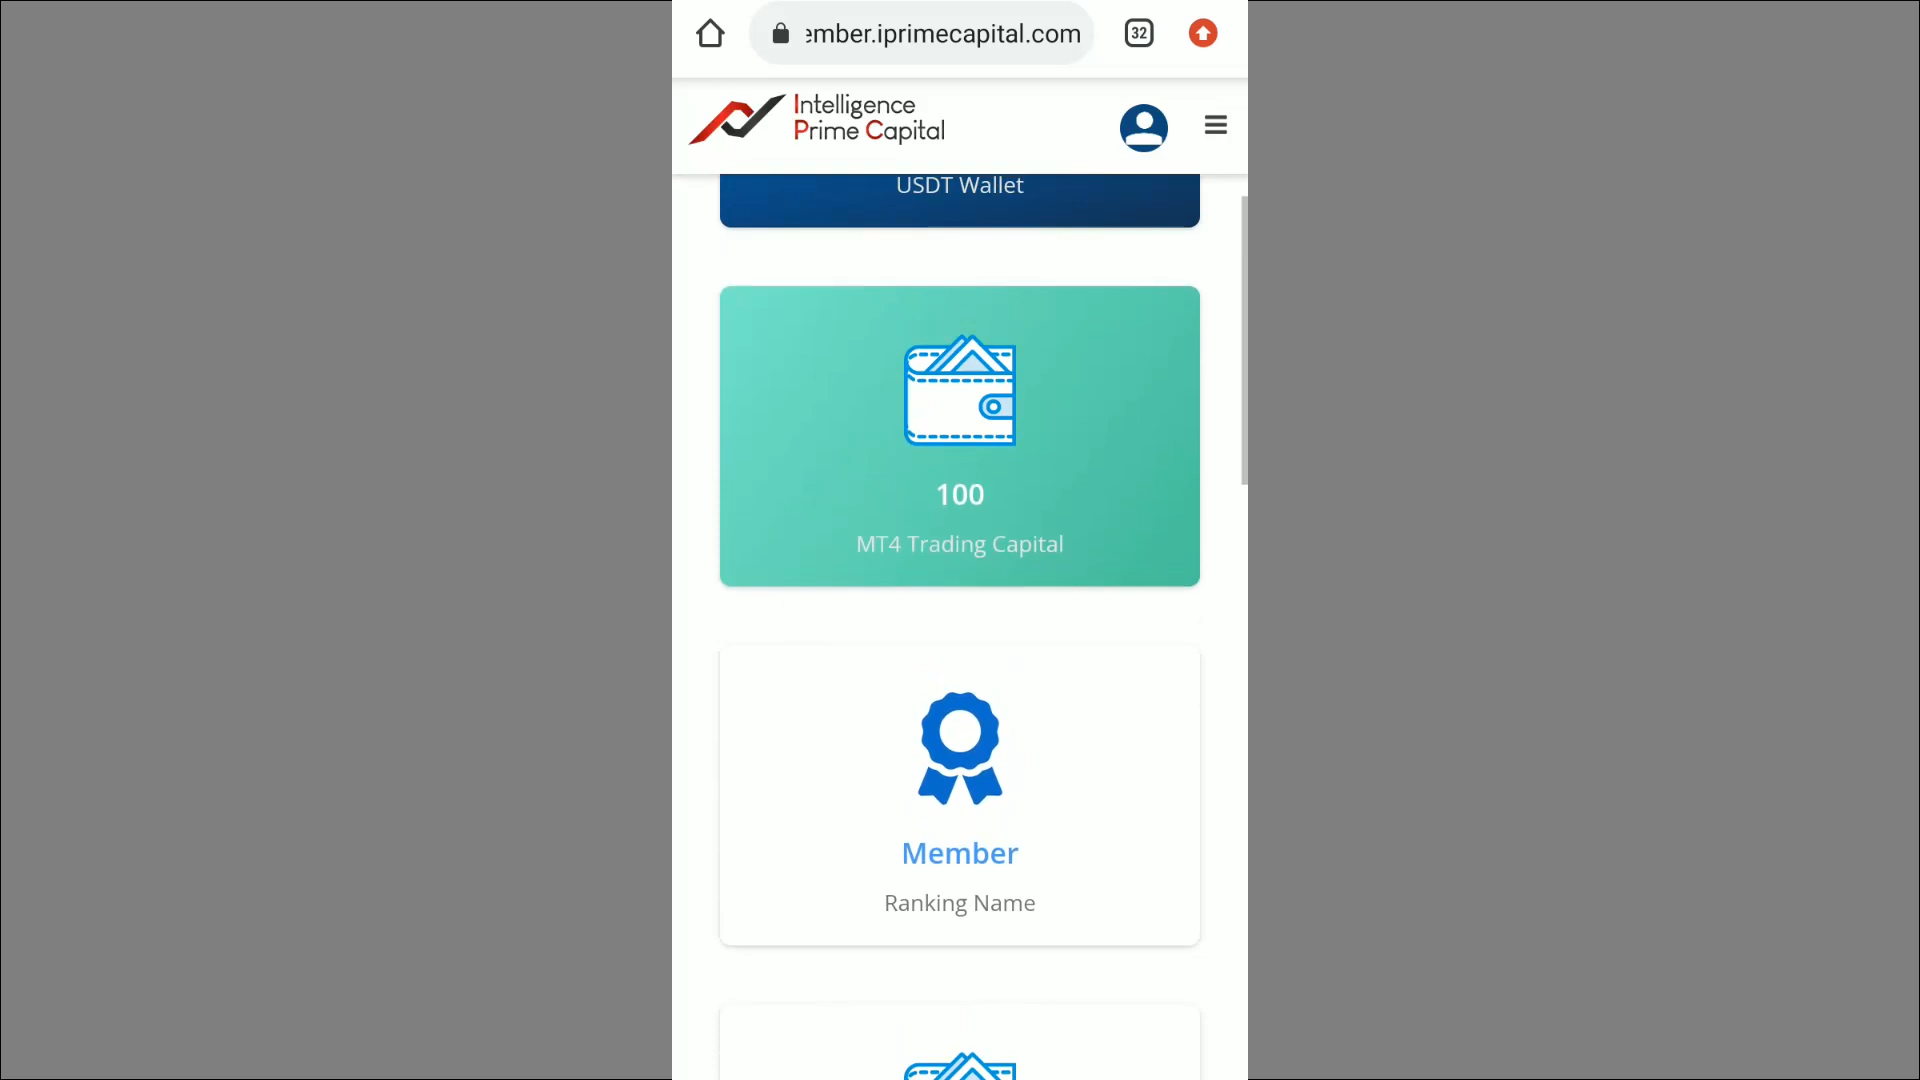 ember.iprimecapital.com
32
Intelligence
Prime Capital
USDT Wallet
100
MT4 Trading Capital
Member
Ranking Name